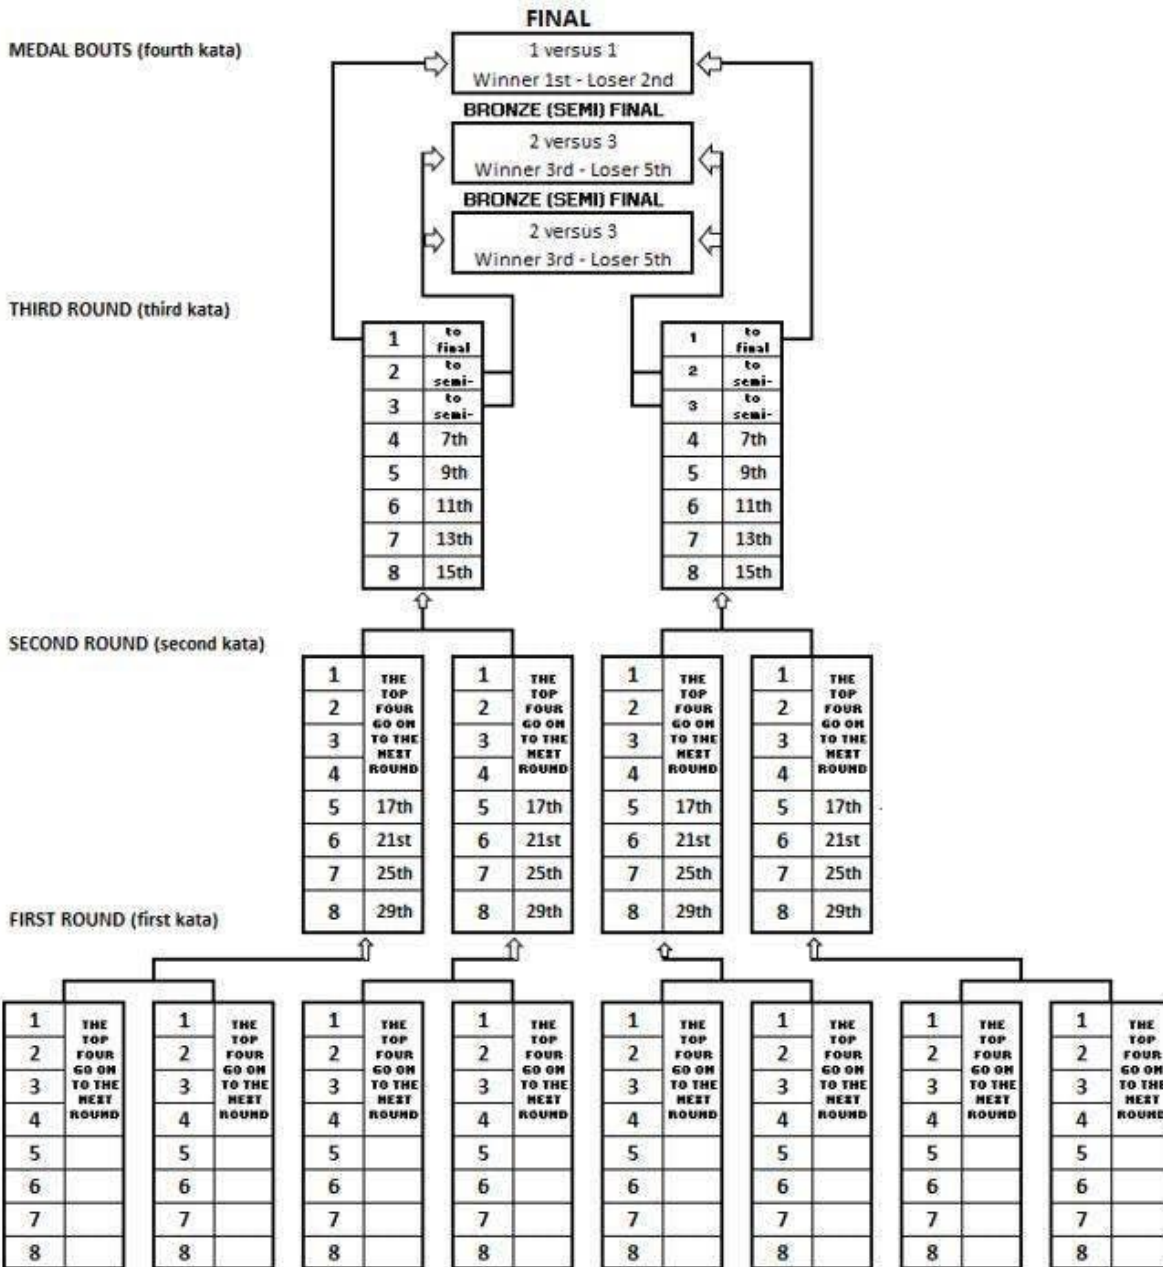 FINAL
MEDAL BOUTS (fourth kata)
1 versus 1
Winner 1st - Loser 2nd
BRONZE (SEMI) FINAL
2 versus 3
Winner 3rd - Loser 5th
BRONZE (SEMI) FINAL
2 versus 3
Winner 3rd - Loser 5th
THIRD ROUND (third kata)
1 to final 1 to final
2 to semi- 2 to semi-
3 to semi- 3 to semi-
4 7th 4 7th
5 9th 5 9th
6 11th 6 11th
7 13th 7 13th
8 15th 8 15th
SECOND ROUND (second kata)
1 1 1 1
2 2 2 2
3 3 3 3
4 4 4 4
THE TOP FOUR GO ON TO THE NEXT ROUND
THE TOP FOUR GO ON TO THE NEXT ROUND
THE TOP FOUR GO ON TO THE NEXT ROUND
THE TOP FOUR GO ON TO THE NEXT ROUND
5 17th 5 17th 5 17th 5 17th
6 21st 6 21st 6 21st 6 21st
7 25th 7 25th 7 25th 7 25th
8 29th 8 29th 8 29th 8 29th
FIRST ROUND (first kata)
1 1 1 1 1 1 1 1
2 2 2 2 2 2 2 2
3 3 3 3 3 3 3 3
4 4 4 4 4 4 4 4
THE TOP FOUR GO ON TO THE NEXT ROUND
THE TOP FOUR GO ON TO THE NEXT ROUND
THE TOP FOUR GO ON TO THE NEXT ROUND
THE TOP FOUR GO ON TO THE NEXT ROUND
THE TOP FOUR GO ON TO THE NEXT ROUND
THE TOP FOUR GO ON TO THE NEXT ROUND
THE TOP FOUR GO ON TO THE NEXT ROUND
THE TOP FOUR GO ON TO THE NEXT ROUND
5 5 5 5 5 5 5 5
6 6 6 6 6 6 6 6
7 7 7 7 7 7 7 7
8 8 8 8 8 8 8 8